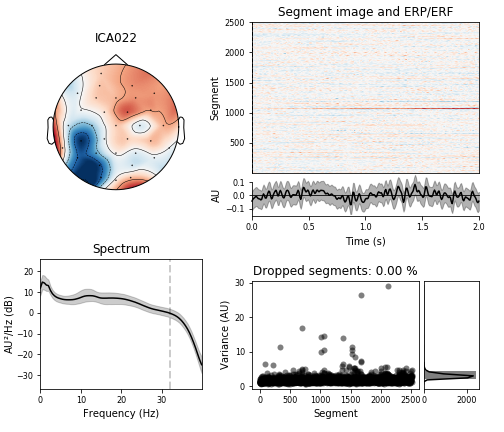 ICA022
Segment image and ERP/ERF
Segment
2500
2000
1500
1000
500
AU
0.1
0.0
−0.1
0.0 0.5 1.0 1.5 2.0
Time (s)
Spectrum
AU²/Hz (dB)
20
10
0
−10
−20
−30
0 10 20 30
Frequency (Hz)
Dropped segments: 0.00 %
Variance (AU)
30
20
10
0
0 500 1000 1500 2000 2500
Segment
0 2000